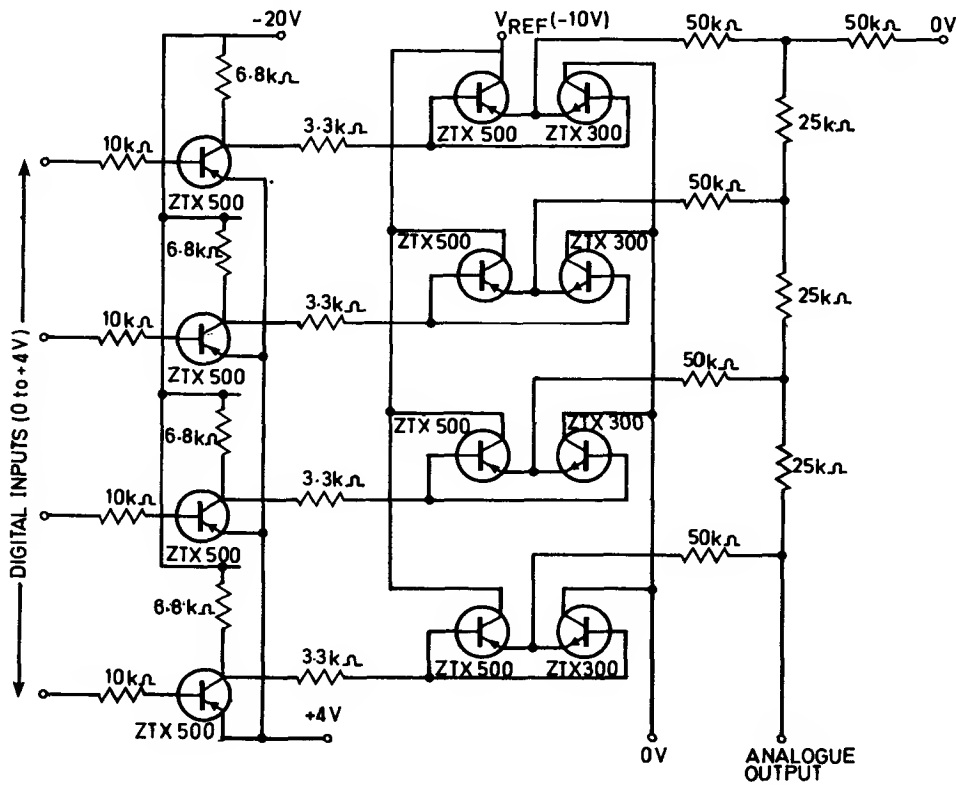 -20V
VREF(-10V)
50kΩ
50kΩ
0V
6.8kΩ
ZTX 500
ZTX 300
25kΩ
10kΩ
3.3kΩ
ZTX 500
50kΩ
6.8kΩ
ZTX 500
ZTX 300
25kΩ
10kΩ
3.3kΩ
ZTX 500
50kΩ
6.8kΩ
ZTX 500
ZTX 300
25kΩ
10kΩ
3.3kΩ
ZTX 500
50kΩ
6.8kΩ
ZTX 500
ZTX300
10kΩ
3.3kΩ
ZTX 500
+4V
0V
ANALOGUE
OUTPUT
DIGITAL INPUTS (0 to +4V)